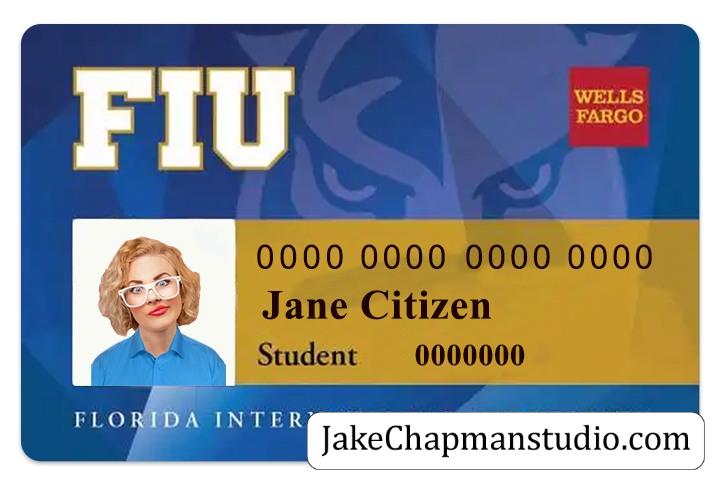 FIU
WELLS
FARGO
0000 0000 0000 0000
Jane Citizen
Student 0000000
FLORIDA INTER
JakeChapmanstudio.com